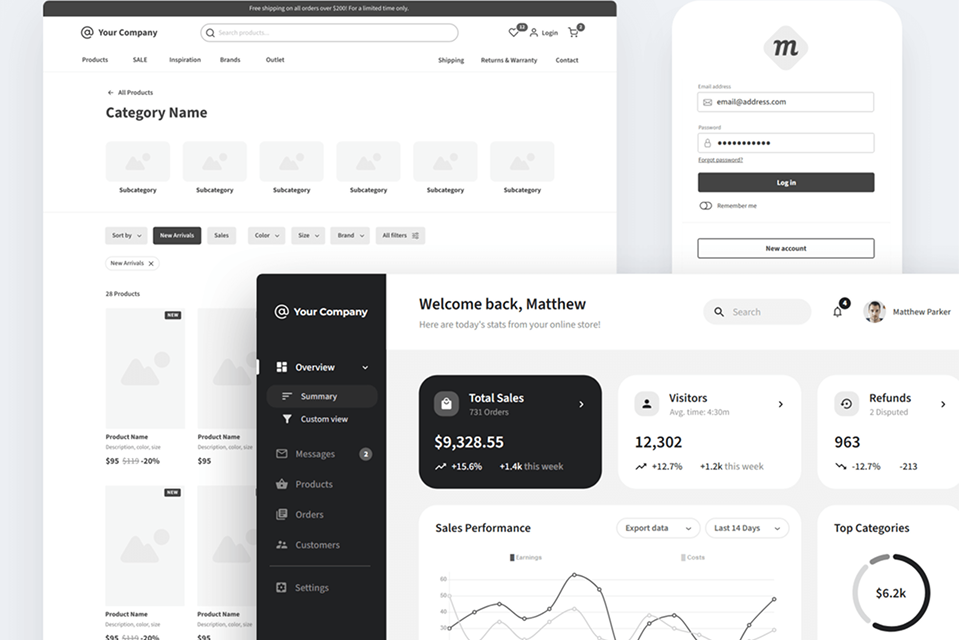 Free shipping on all orders over $200! For a limited time only.
@ Your Company
Search products...
12
Login
2
Products SALE Inspiration Brands Outlet
Shipping Returns & Warranty Contact
← All Products
Category Name
Subcategory Subcategory Subcategory Subcategory Subcategory Subcategory
Sort by New Arrivals Sales Color Size Brand All filters
New Arrivals
28 Products
NEW
Product Name
Description, color, size
$95 $119 -20%
Product Name
Description, color, size
$95
NEW
Product Name
Description, color, size
$95 $119 -20%
Product Name
Description, color, size
$95
m
Email address
email@address.com
Password
Forgot password?
Log in
Remember me
New account
@ Your Company
Overview
Summary
Custom view
Messages 2
Products
Orders
Customers
Settings
Welcome back, Matthew
Here are today's stats from your online store!
Search
4
Matthew Parker
Total Sales
731 Orders
$9,328.55
+15.6% +1.4k this week
Visitors
Avg. time: 4:30m
12,302
+12.7% +1.2k this week
Refunds
2 Disputed
963
-12.7% -213
Sales Performance
Export data Last 14 Days
Earnings Costs
60
50
40
30
Top Categories
$6.2k